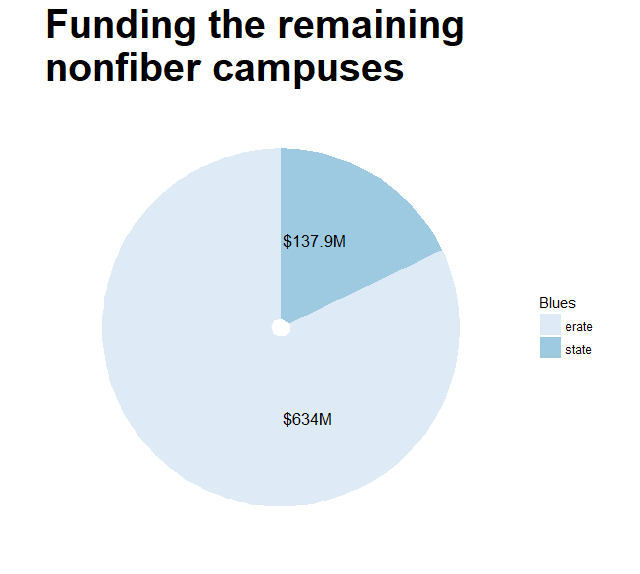 Funding the remaining
nonfiber campuses
$137.9M
$634M
Blues
erate
state